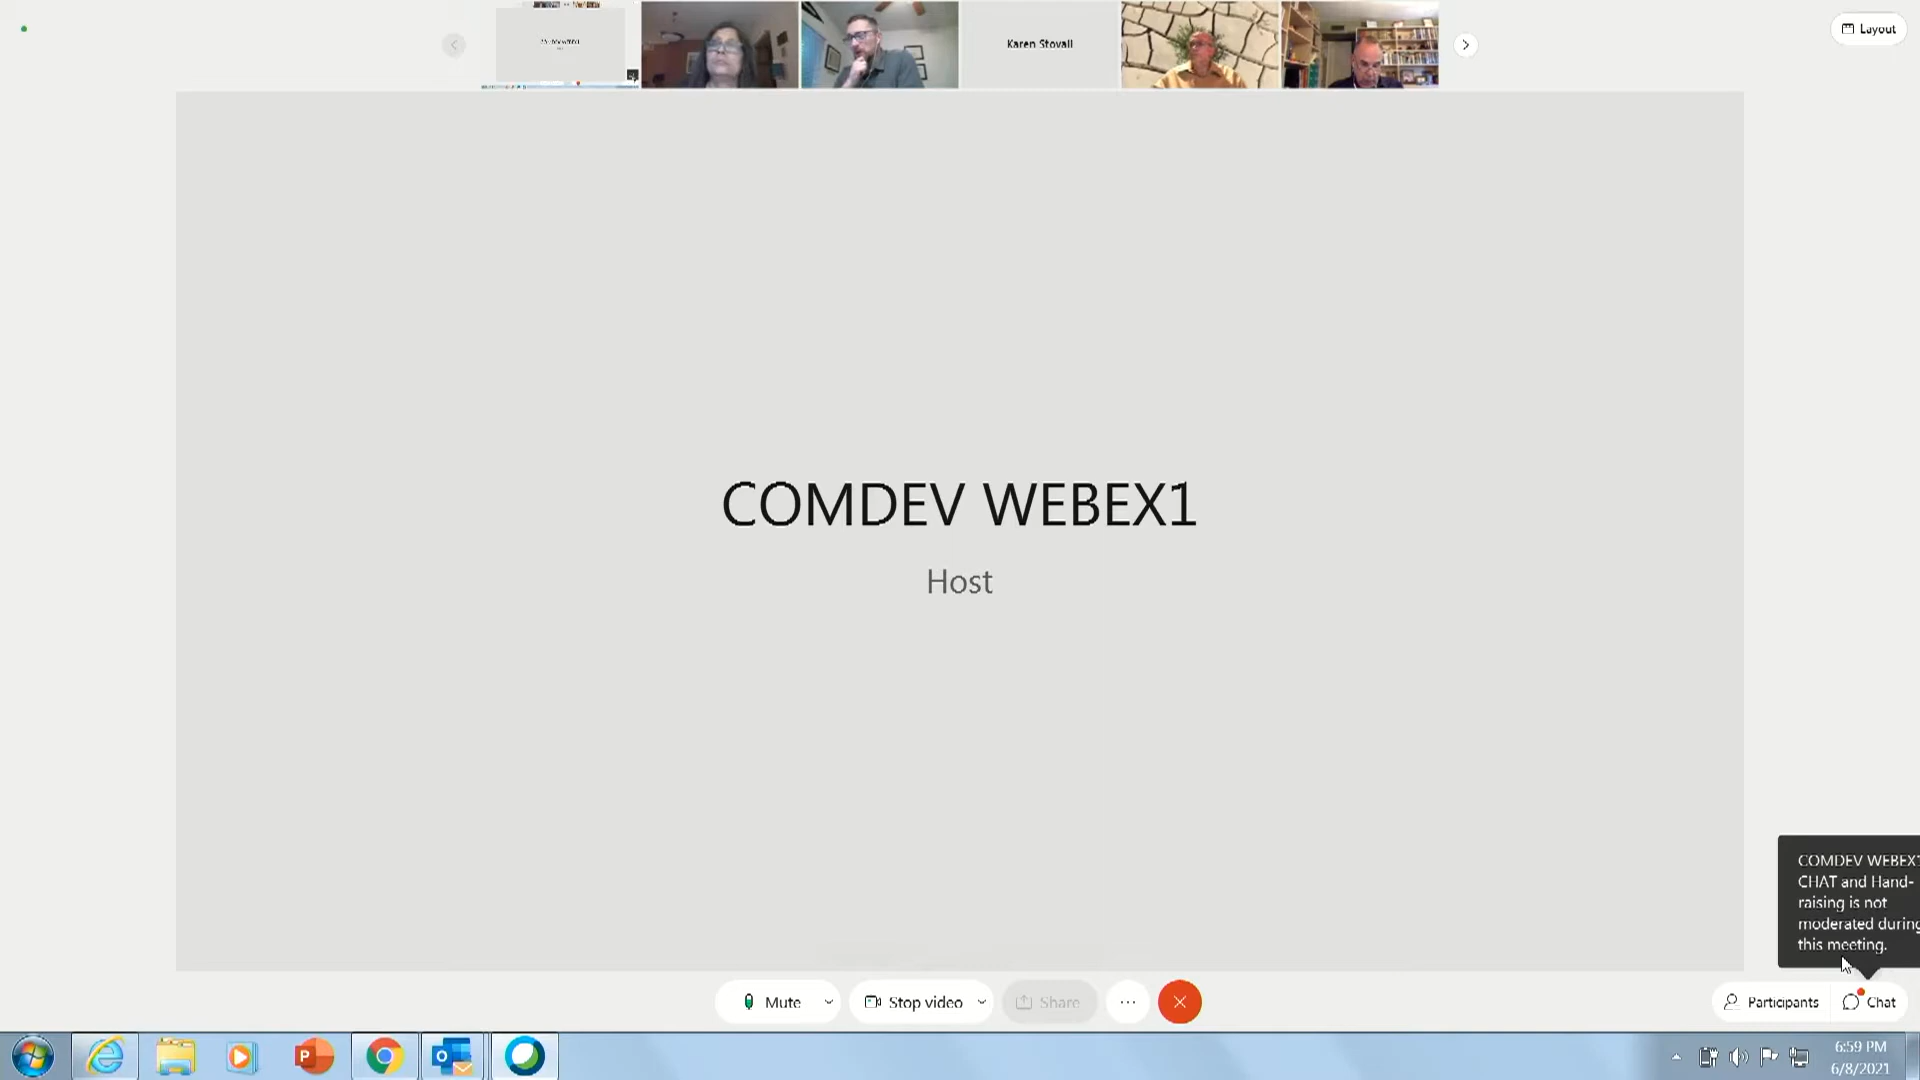 Karen Stovall
Layout
COMDEV WEBEX1
Host
COMDEV WEBEX1
CHAT and Hand-
raising is not
moderated during
this meeting.
Mute
Stop video
Share
Participants
Chat
6:59 PM
6/8/2021